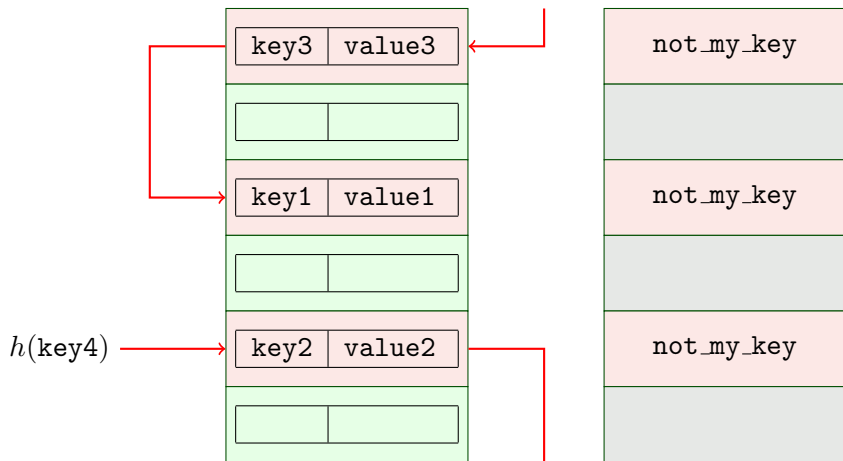 key3 value3 not_my_key
key1 value1 not_my_key
h(key4) key2 value2 not_my_key